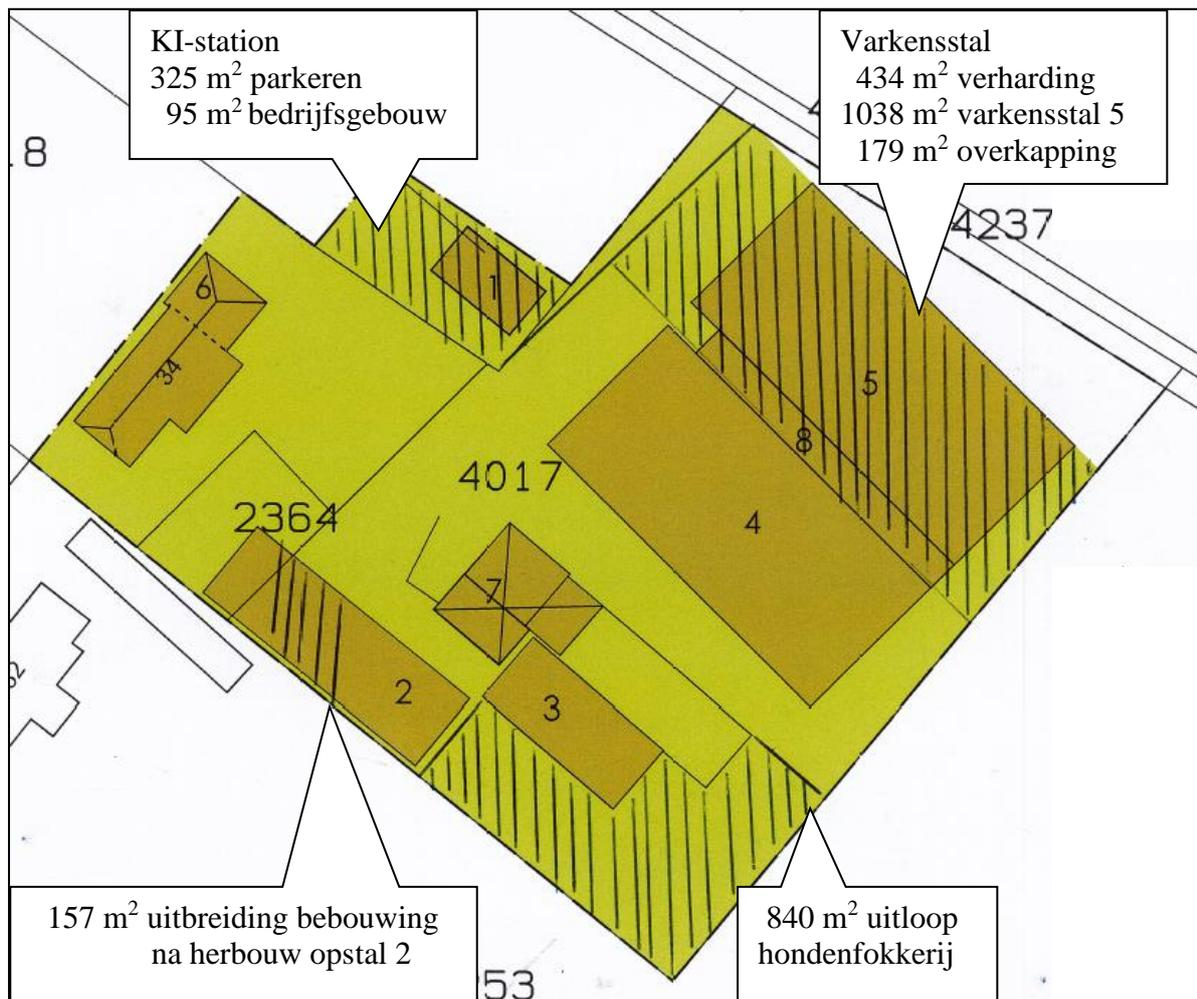 KI-station
325 m² parkeren
95 m² bedrijfsgebouw
Varkensstal
434 m² verharding
1038 m² varkensstal 5
179 m² overkapping
8
4237
6
1
34
5
8
4017
4
2364
7
2
3
157 m² uitbreiding bebouwing
na herbouw opstal 2
840 m² uitloop
hondenfokkerij
53